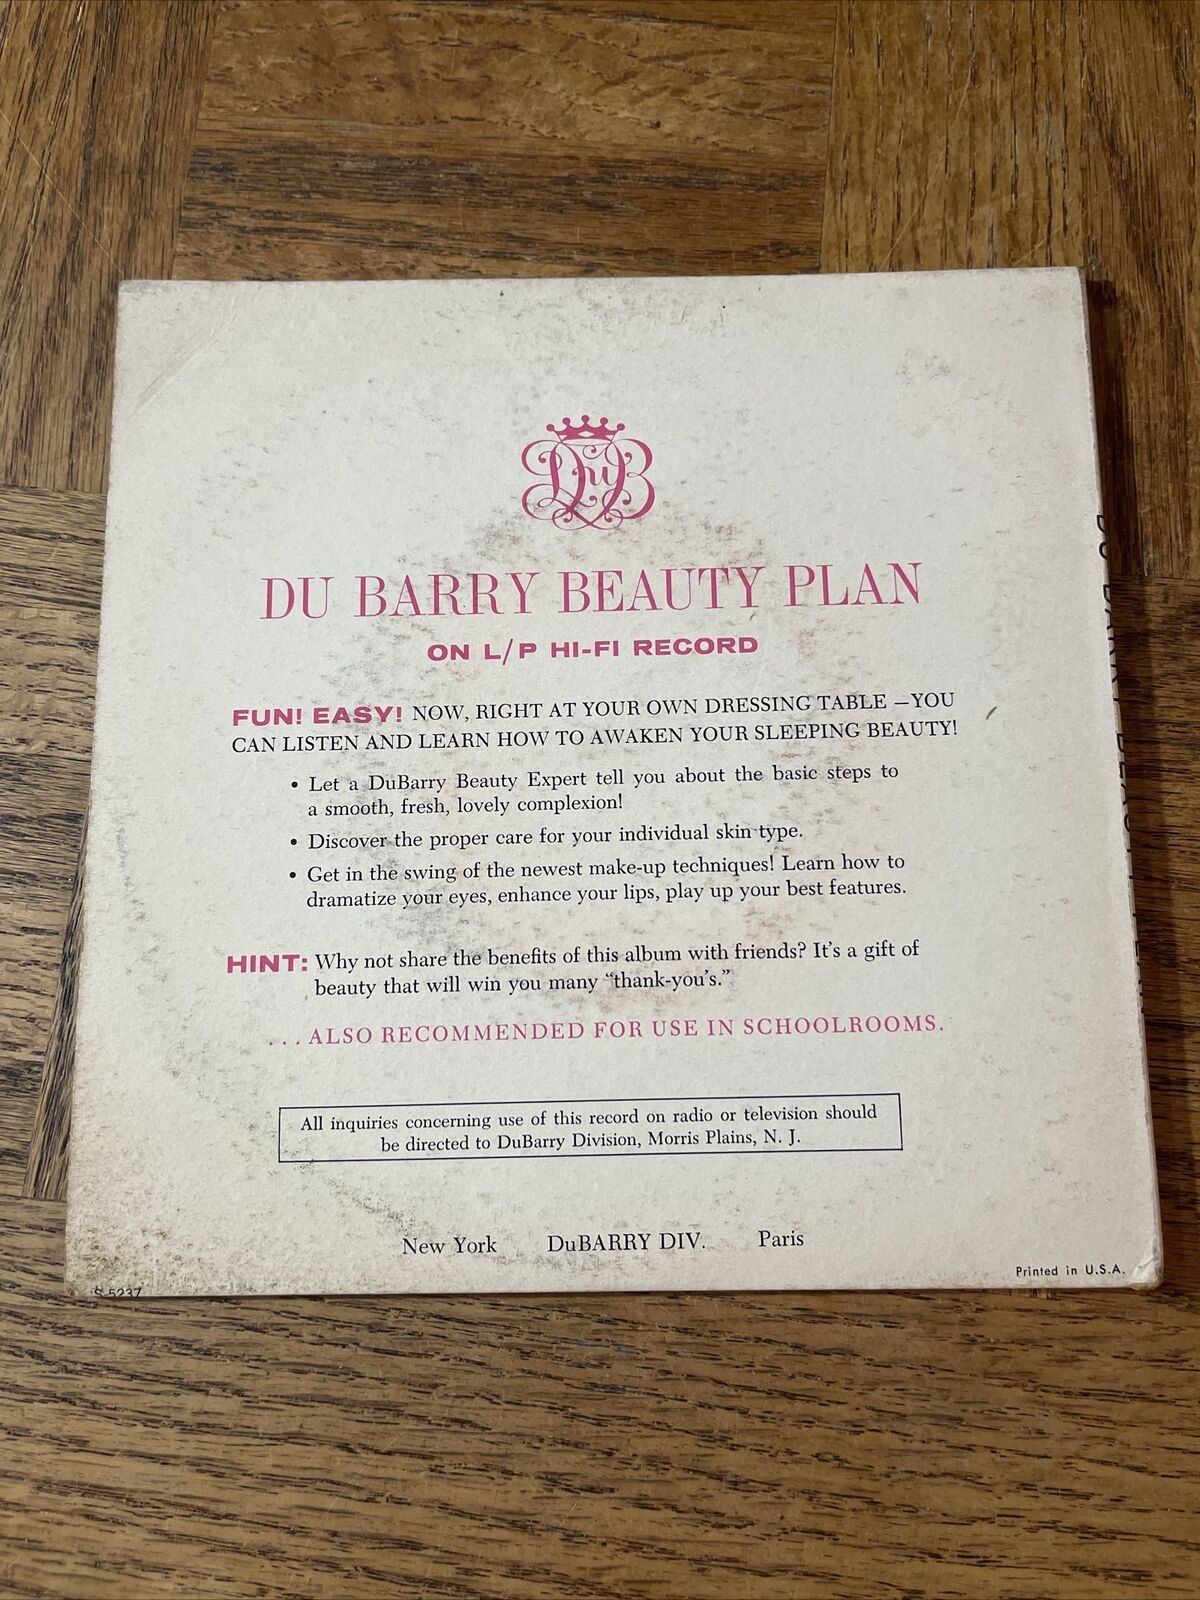 DuB
DU BARRY BEAUTY PLAN
ON L/P HI-FI RECORD
FUN! EASY! NOW, RIGHT AT YOUR OWN DRESSING TABLE —YOU
CAN LISTEN AND LEARN HOW TO AWAKEN YOUR SLEEPING BEAUTY!
• Let a DuBarry Beauty Expert tell you about the basic steps to
a smooth, fresh, lovely complexion!
• Discover the proper care for your individual skin type.
• Get in the swing of the newest make-up techniques! Learn how to
dramatize your eyes, enhance your lips, play up your best features.
HINT: Why not share the benefits of this album with friends? It's a gift of
beauty that will win you many “thank-you's.”
... ALSO RECOMMENDED FOR USE IN SCHOOLROOMS.
All inquiries concerning use of this record on radio or television should
be directed to DuBarry Division, Morris Plains, N. J.
New York DuBARRY DIV. Paris
Printed in U.S.A.
S-5237